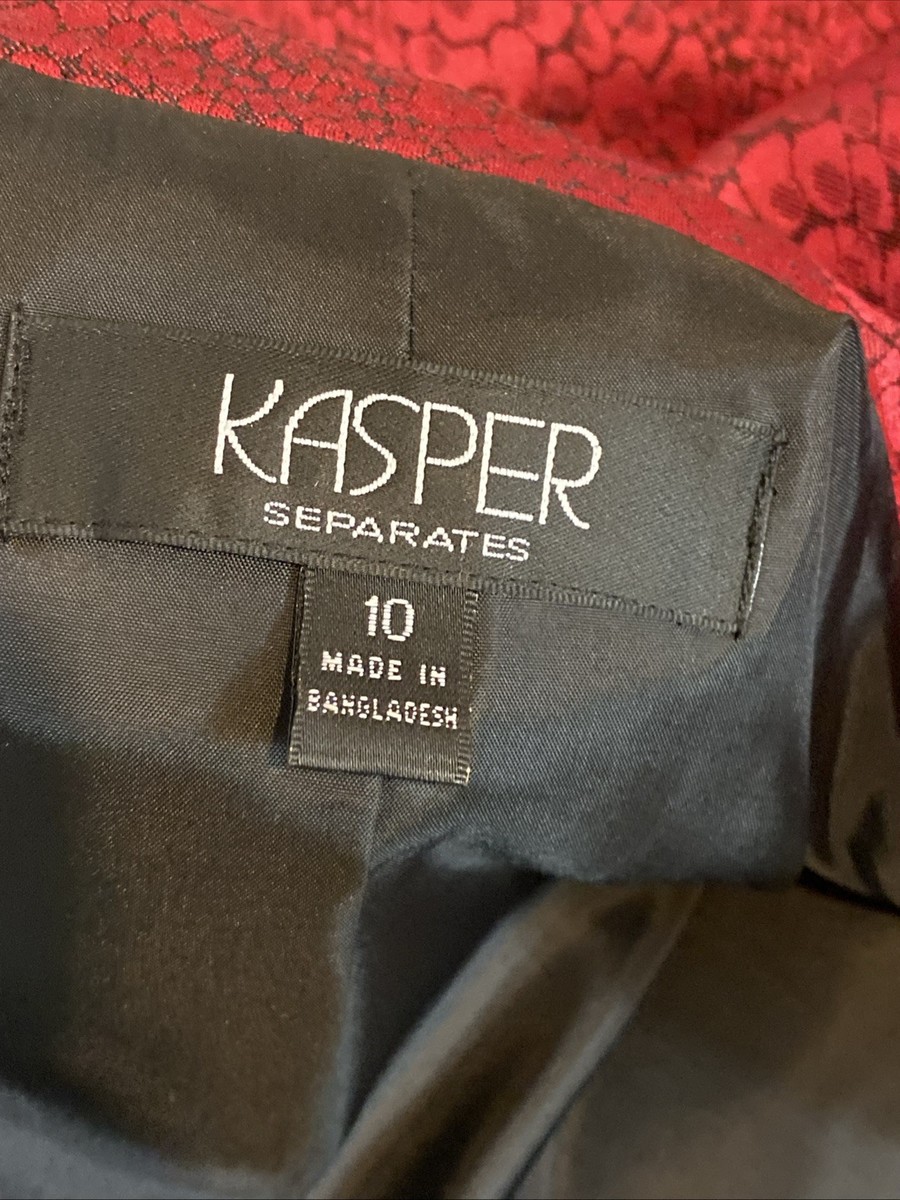 KASPER
SEPARATES
10
MADE IN
BANGLADESH